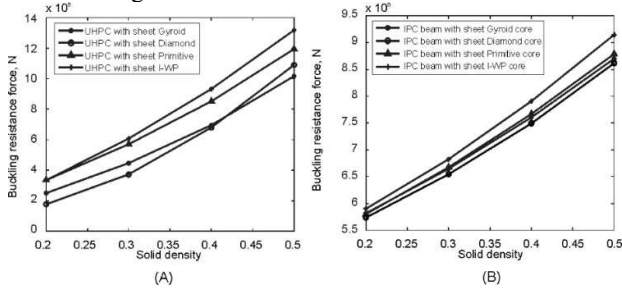 × 10⁸
14
12
10
8
6
4
2
0
Buckling resistance force, N
UHPC with sheet Gyroid
UHPC with sheet Diamond
UHPC with sheet Primitive
UHPC with sheet I-WP
0.2 0.25 0.3 0.35 0.4 0.45 0.5
Solid density
(A)
× 10⁸
9.5
9
8.5
8
7.5
7
6.5
6
5.5
Buckling resistance force, N
IPC beam with sheet Gyroid core
IPC beam with sheet Diamond core
IPC beam with sheet Primitive core
IPC beam with sheet I-WP core
0.2 0.25 0.3 0.35 0.4 0.45 0.5
Solid density
(B)